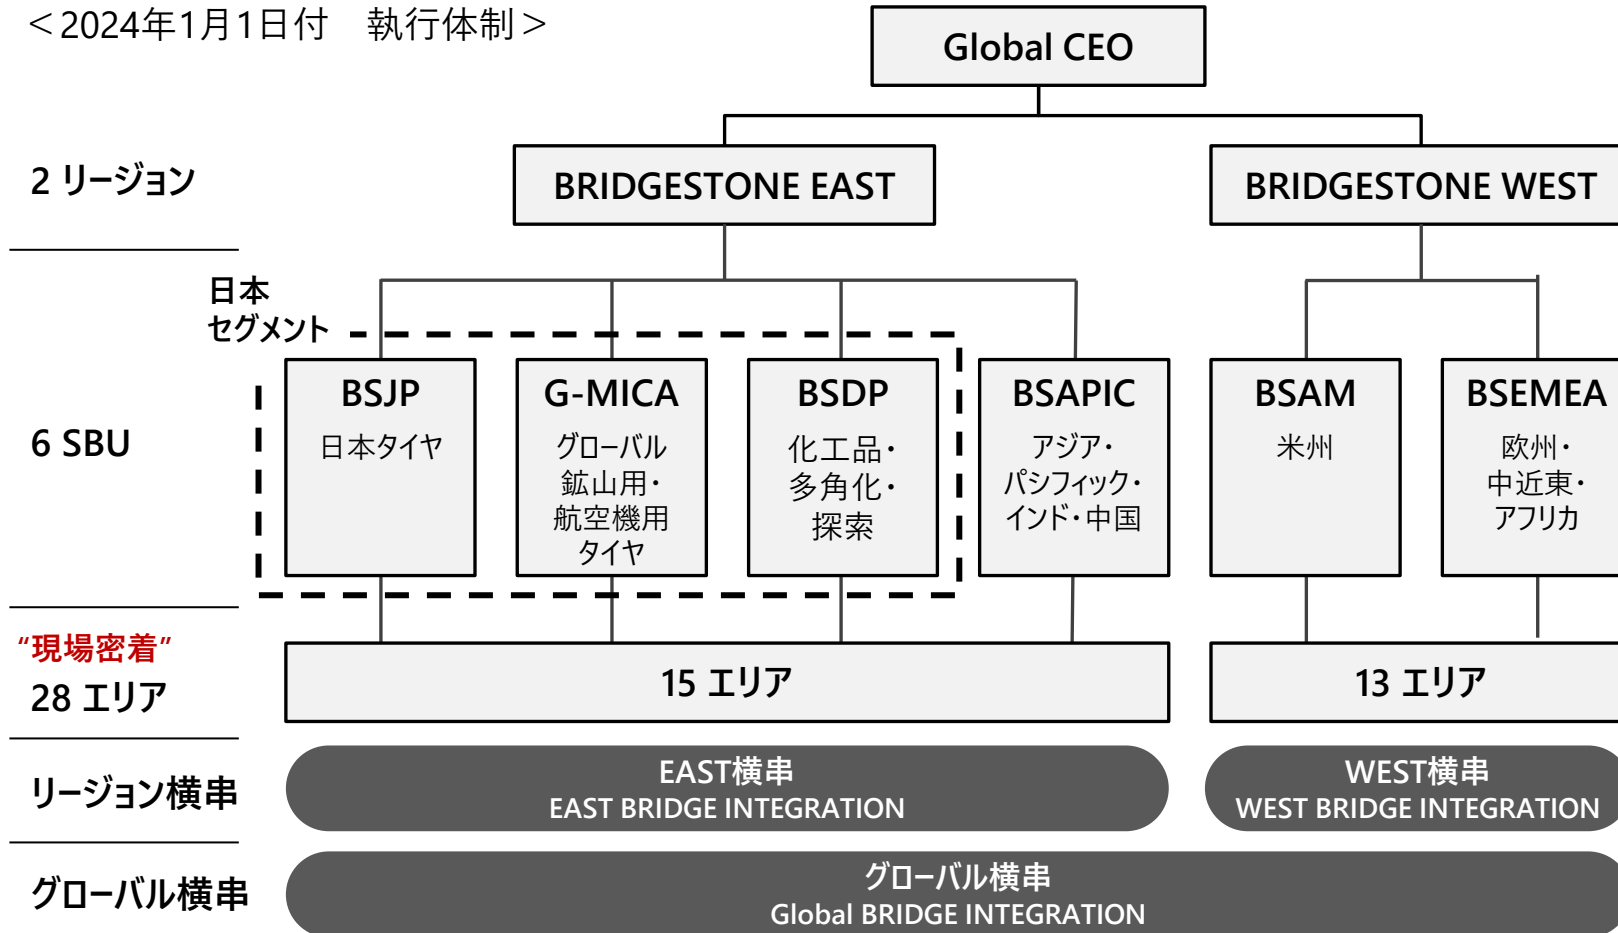 ＜2024年1月1日付　執行体制＞
Global CEO
2 リージョン
BRIDGESTONE EAST
BRIDGESTONE WEST
日本
セグメント
6 SBU
BSJP
日本タイヤ
G-MICA
グローバル
鉱山用・
航空機用
タイヤ
BSDP
化工品・
多角化・
探索
BSAPIC
アジア・
パシフィック・
インド・中国
BSAM
米州
BSEMEA
欧州・
中近東・
アフリカ
“現場密着”
28 エリア
15 エリア
13 エリア
リージョン横串
EAST横串
EAST BRIDGE INTEGRATION
WEST横串
WEST BRIDGE INTEGRATION
グローバル横串
グローバル横串
Global BRIDGE INTEGRATION